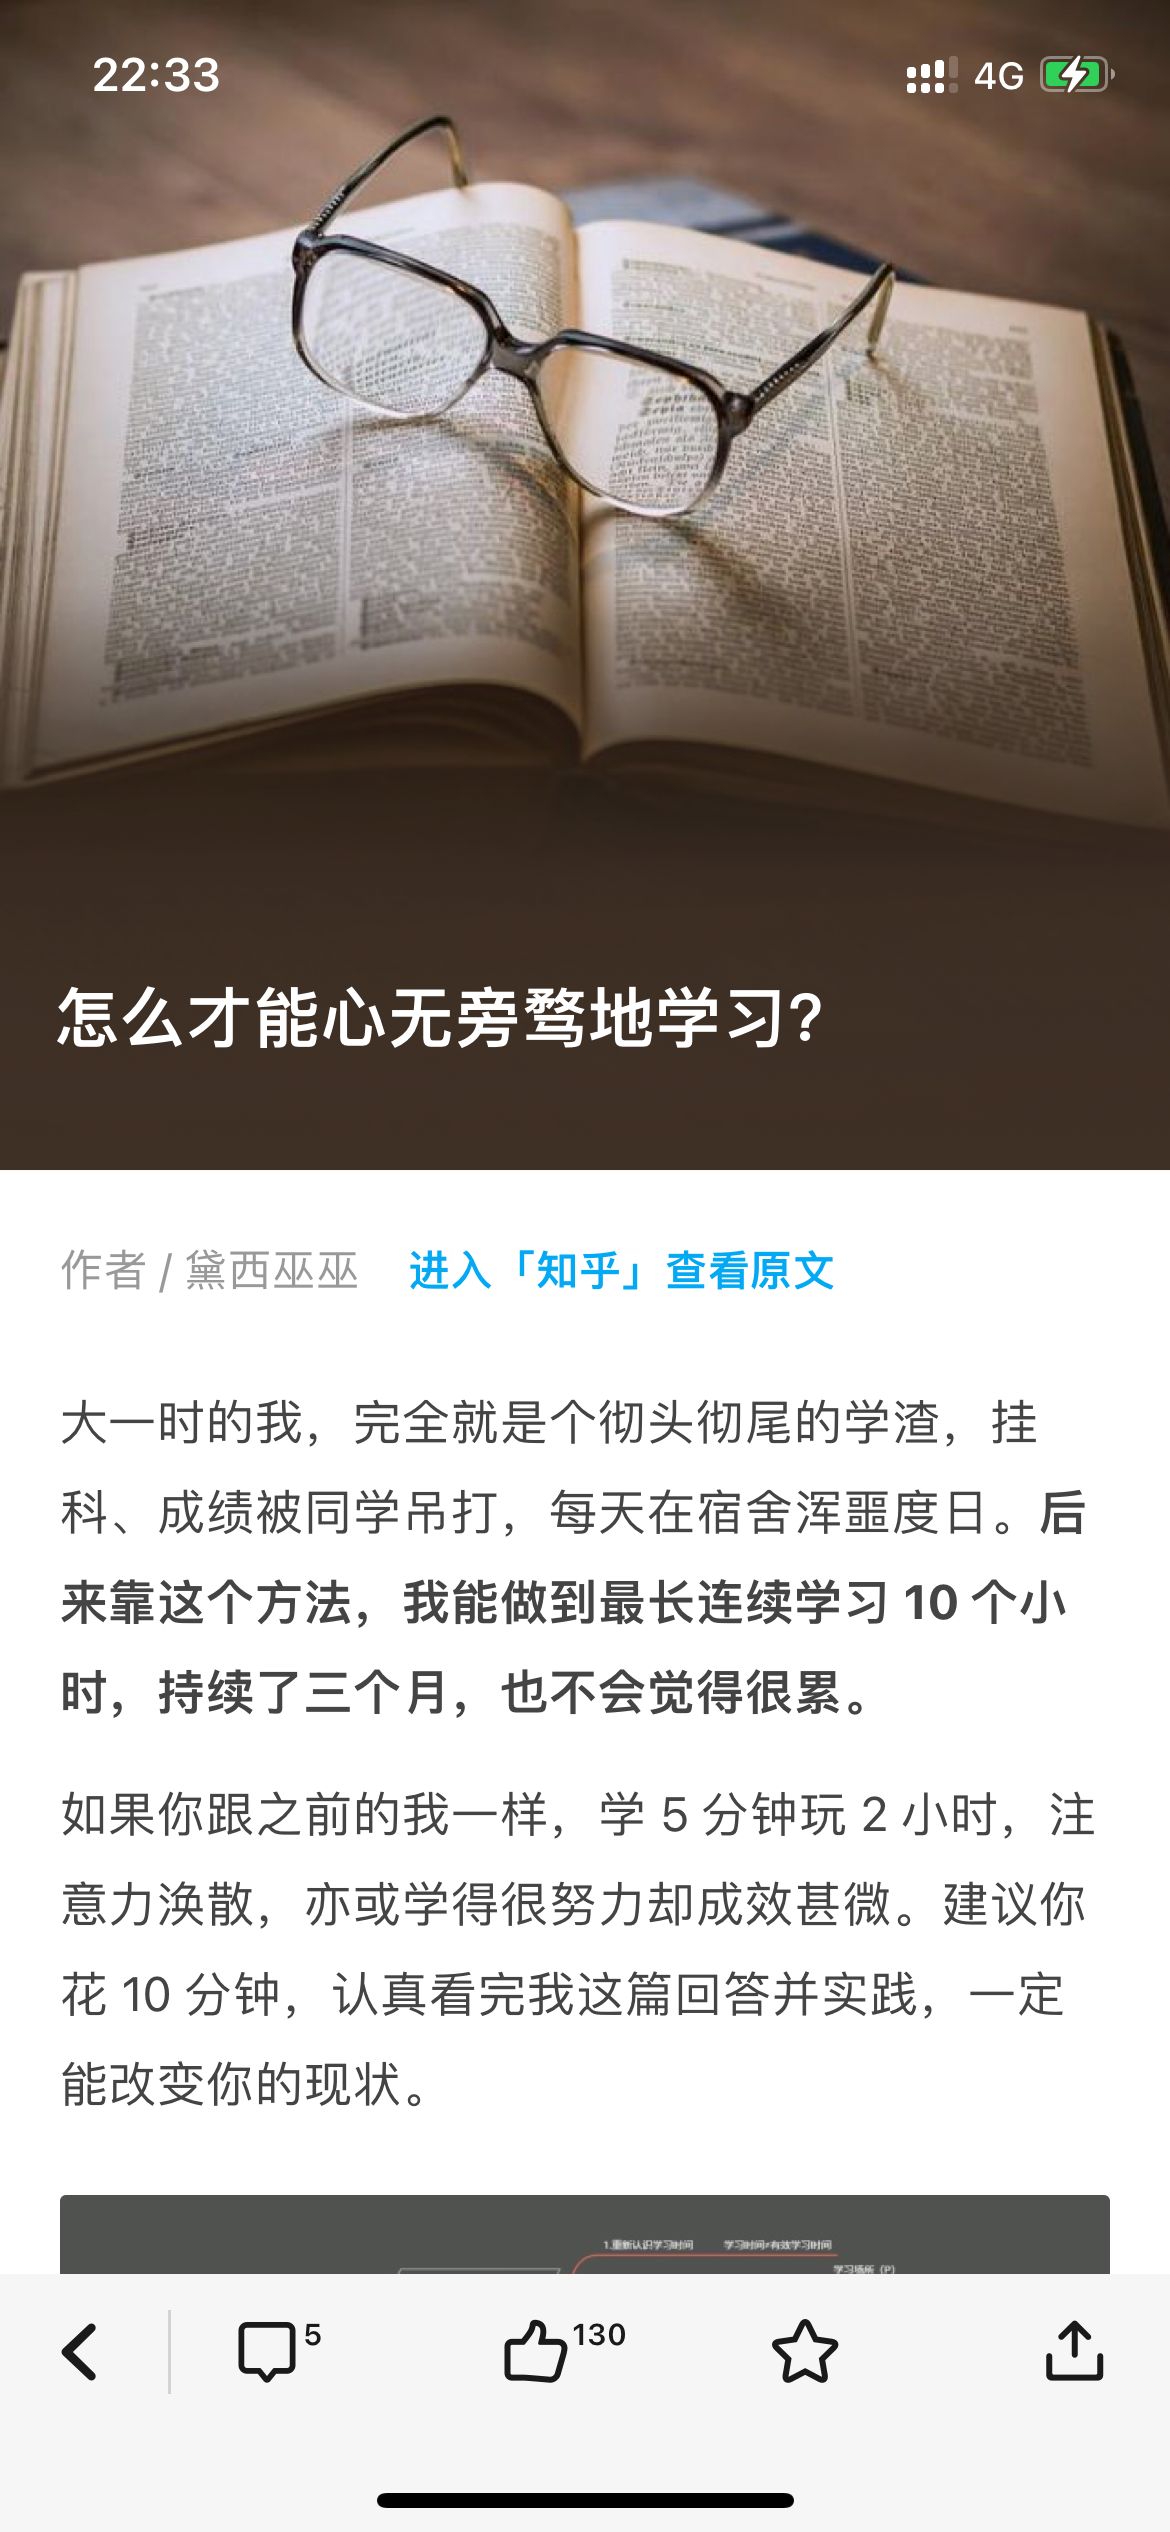 22:33
4G
怎么才能心无旁骛地学习?
作者 / 黛西巫巫 进入「知乎」查看原文
大一时的我，完全就是个彻头彻尾的学渣，挂
科、成绩被同学吊打，每天在宿舍浑噩度日。后
来靠这个方法，我能做到最长连续学习 10 个小
时，持续了三个月，也不会觉得很累。
如果你跟之前的我一样，学 5 分钟玩 2 小时，注
意力涣散，亦或学得很努力却成效甚微。建议你
花 10 分钟，认真看完我这篇回答并实践，一定
能改变你的现状。
1.重新认识学习时间 学习时间≠有效学习时间
学习场所（P）
5
130